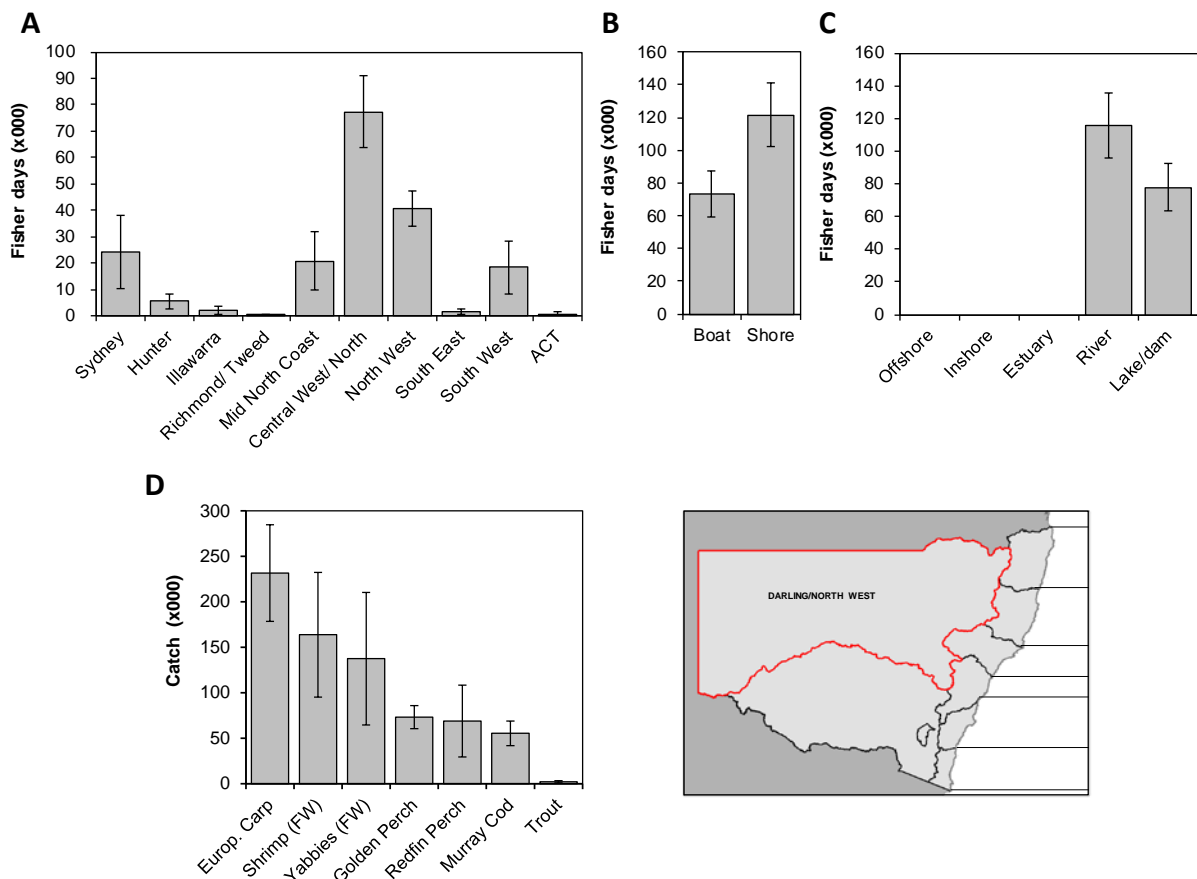 A
Fisher days (x000)
100
90
80
70
60
50
40
30
20
10
0
Sydney
Hunter
Illawarra
Richmond/ Tweed
Mid North Coast
Central West/ North
North West
South East
South West
ACT
B
Fisher days (x000)
160
140
120
100
80
60
40
20
0
Boat
Shore
C
Fisher days (x000)
160
140
120
100
80
60
40
20
0
Offshore
Inshore
Estuary
River
Lake/dam
D
Catch (x000)
300
250
200
150
100
50
0
Europ. Carp
Shrimp (FW)
Yabbies (FW)
Golden Perch
Redfin Perch
Murray Cod
Trout
DARLING/NORTH WEST